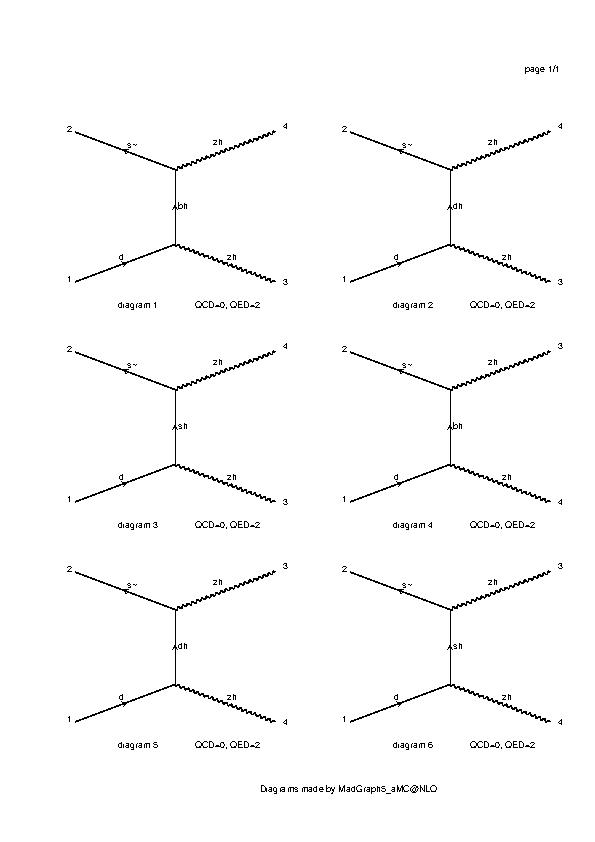 page 1/1
2 s~ zh 4
bh
1 d zh 3
diagram 1 QCD=0, QED=2
2 s~ zh 4
dh
1 d zh 3
diagram 2 QCD=0, QED=2
2 s~ zh 4
sh
1 d zh 3
diagram 3 QCD=0, QED=2
2 s~ zh 3
bh
1 d zh 4
diagram 4 QCD=0, QED=2
2 s~ zh 3
dh
1 d zh 4
diagram 5 QCD=0, QED=2
2 s~ zh 3
sh
1 d zh 4
diagram 6 QCD=0, QED=2
Diagrams made by MadGraph5_aMC@NLO